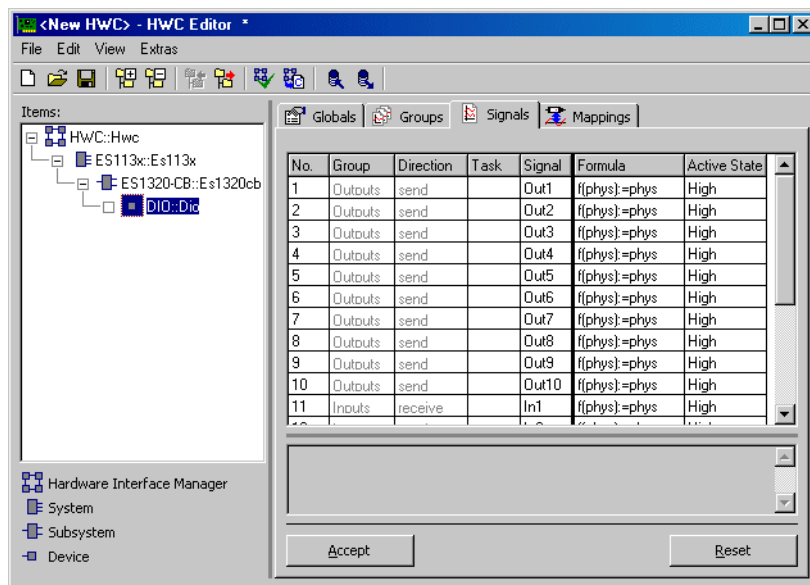 <New HWC> - HWC Editor *
File Edit View Extras
Items:
HWC::Hwc
ES113x::Es113x
ES1320-CB::Es1320cb
DIO::Dio
Hardware Interface Manager
System
Subsystem
Device
Globals Groups Signals Mappings
No. Group Direction Task Signal Formula Active State
1 Outputs send Out1 f(phys):=phys High
2 Outputs send Out2 f(phys):=phys High
3 Outputs send Out3 f(phys):=phys High
4 Outputs send Out4 f(phys):=phys High
5 Outputs send Out5 f(phys):=phys High
6 Outputs send Out6 f(phys):=phys High
7 Outputs send Out7 f(phys):=phys High
8 Outputs send Out8 f(phys):=phys High
9 Outputs send Out9 f(phys):=phys High
10 Outputs send Out10 f(phys):=phys High
11 Inputs receive In1 f(phys):=phys High
Accept Reset